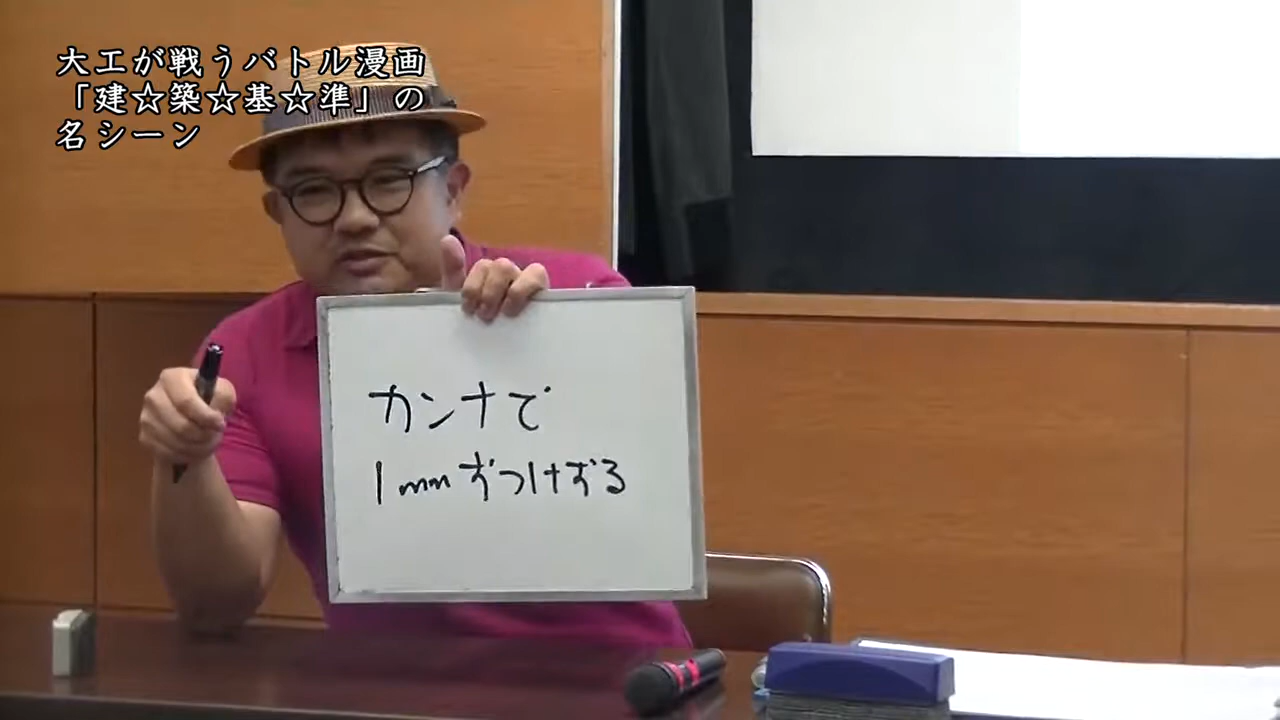 大工が戦うバトル漫画
「建☆築☆基☆準」の
名シーン
カンナで
1mmずつけずる